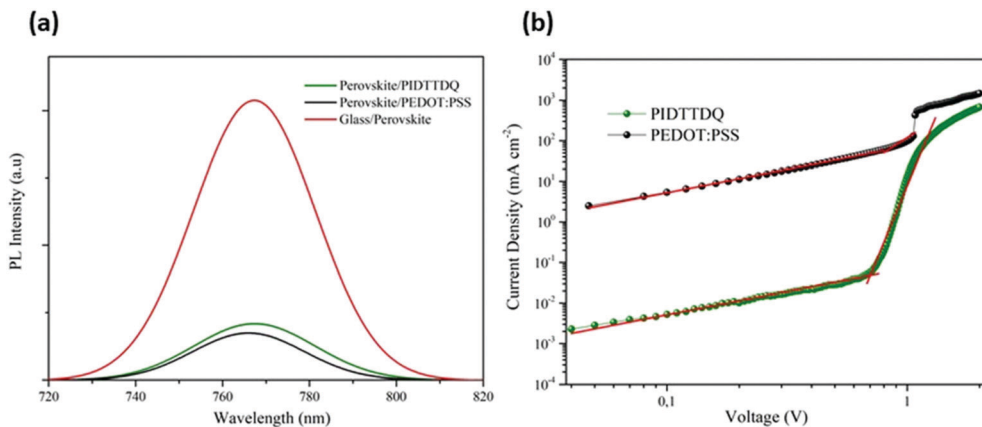 (a)
PL Intensity (a.u)
Perovskite/PIDTTDQ
Perovskite/PEDOT:PSS
Glass/Perovskite
720 740 760 780 800 820
Wavelength (nm)
(b)
Current Density (mA cm⁻²)
10⁴
10³
10²
10¹
10⁰
10⁻¹
10⁻²
10⁻³
10⁻⁴
PIDTTDQ
PEDOT:PSS
0,1 1
Voltage (V)